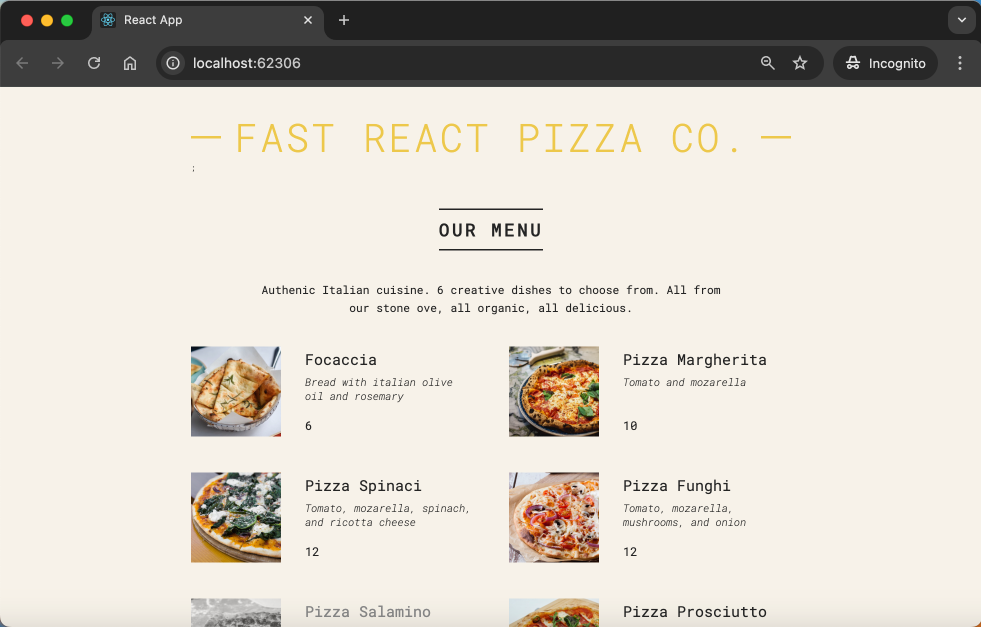 React App
localhost:62306
Incognito
— FAST REACT PIZZA CO. —
;
OUR MENU
Authenic Italian cuisine. 6 creative dishes to choose from. All from
our stone ove, all organic, all delicious.
Focaccia
Bread with italian olive
oil and rosemary
6
Pizza Margherita
Tomato and mozarella
10
Pizza Spinaci
Tomato, mozarella, spinach,
and ricotta cheese
12
Pizza Funghi
Tomato, mozarella,
mushrooms, and onion
12
Pizza Salamino
Pizza Prosciutto